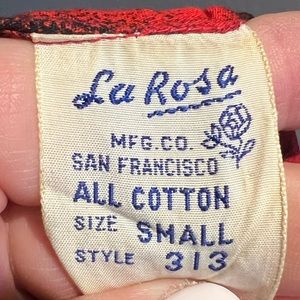 La Rosa
MFG. CO.
SAN FRANCISCO
ALL COTTON
SIZE SMALL
STYLE 313